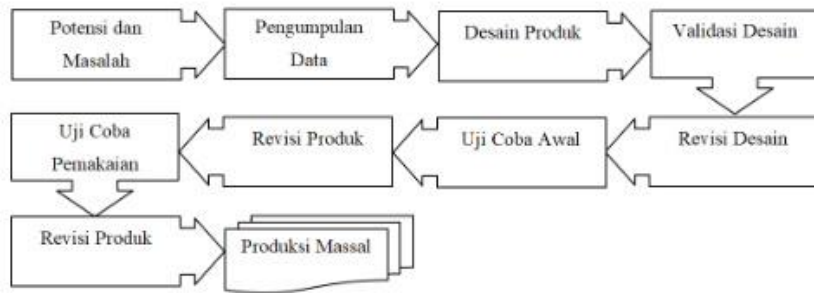 Potensi dan
Masalah
Pengumpulan
Data
Desain Produk
Validasi Desain
Revisi Desain
Uji Coba Awal
Revisi Produk
Uji Coba
Pemakaian
Revisi Produk
Produksi Massal